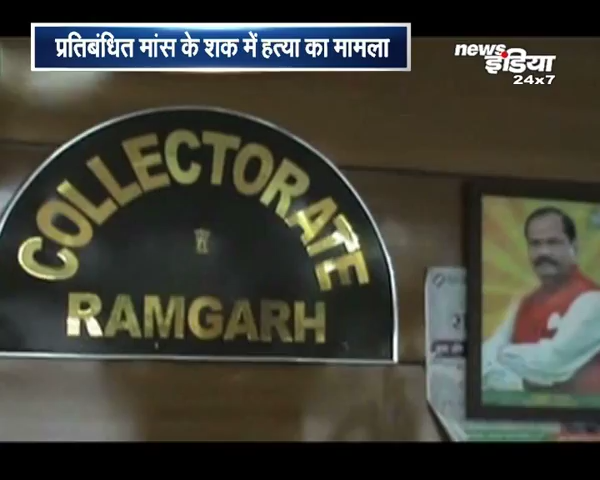 प्रतिबंधित मांस के शक में हत्या का मामला
news
इंडिया
24x7
COLLECTORATE
RAMGARH